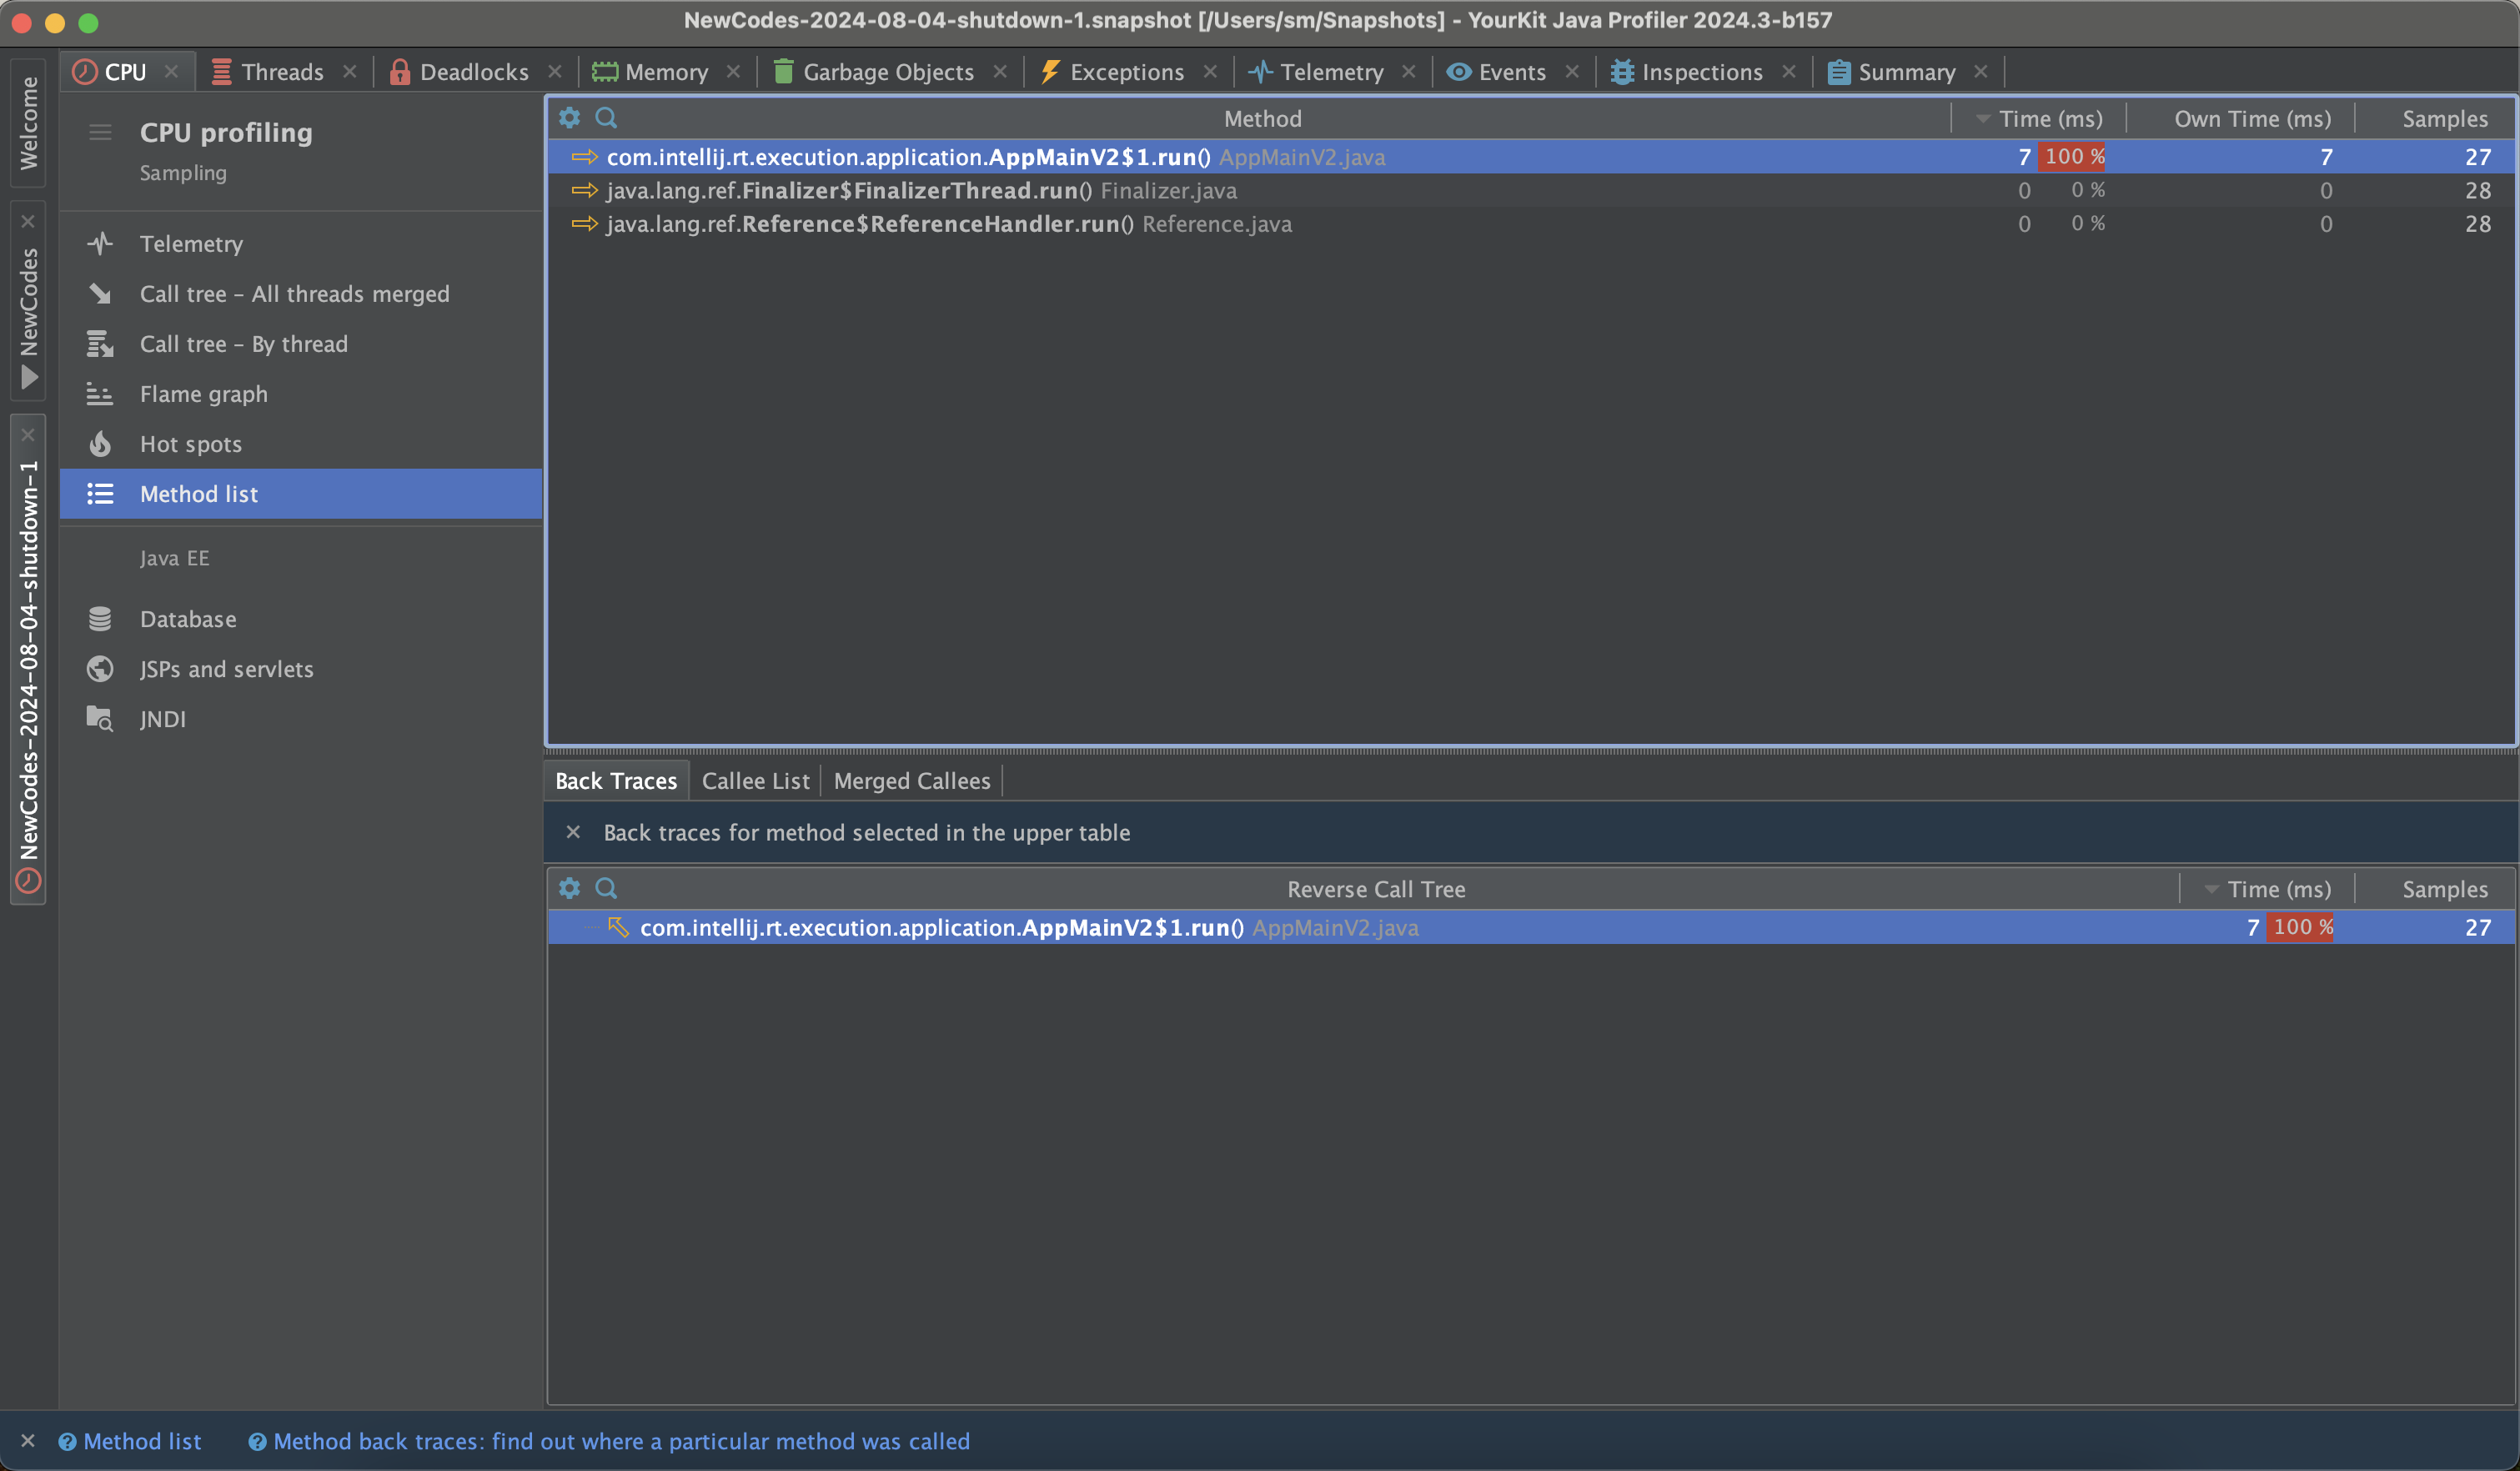 NewCodes-2024-08-04-shutdown-1.snapshot [/Users/sm/Snapshots] - YourKit Java Profiler 2024.3-b157
Welcome
NewCodes
NewCodes-2024-08-04-shutdown-1
CPU Threads Deadlocks Memory Garbage Objects Exceptions Telemetry Events Inspections Summary
CPU profiling
Sampling
Telemetry
Call tree – All threads merged
Call tree – By thread
Flame graph
Hot spots
Method list
Java EE
Database
JSPs and servlets
JNDI
Method Time (ms) Own Time (ms) Samples
com.intellij.rt.execution.application.AppMainV2$1.run() AppMainV2.java 7 100 % 7 27
java.lang.ref.Finalizer$FinalizerThread.run() Finalizer.java 0 0 % 0 28
java.lang.ref.Reference$ReferenceHandler.run() Reference.java 0 0 % 0 28
Back Traces Callee List Merged Callees
Back traces for method selected in the upper table
Reverse Call Tree Time (ms) Samples
com.intellij.rt.execution.application.AppMainV2$1.run() AppMainV2.java 7 100 % 27
Method list Method back traces: find out where a particular method was called